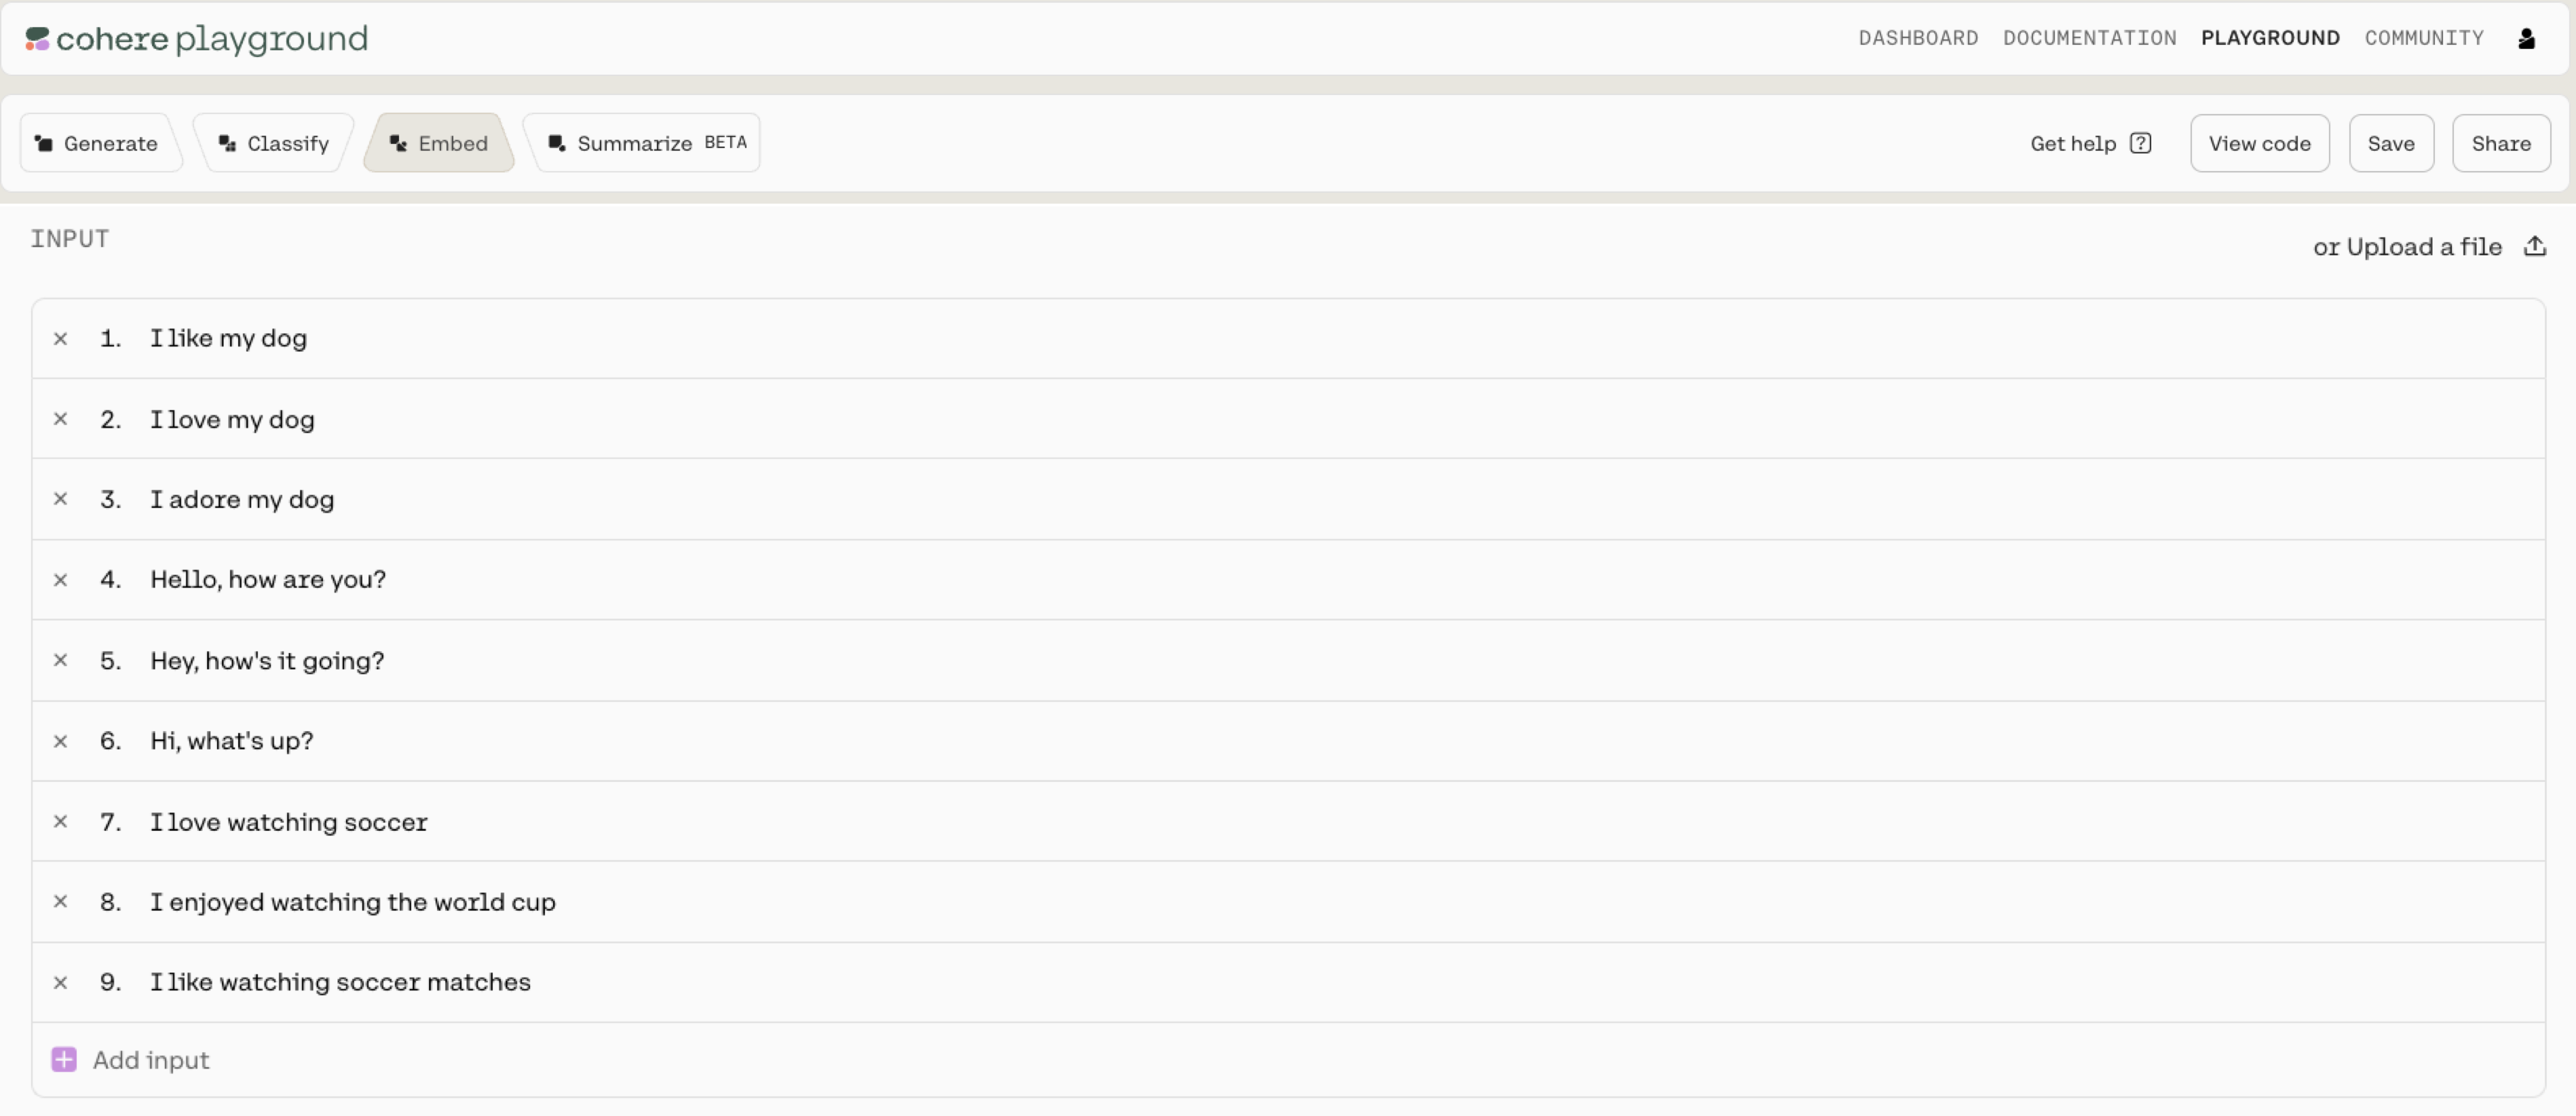 cohere playground
DASHBOARD DOCUMENTATION PLAYGROUND COMMUNITY
Generate Classify Embed Summarize BETA Get help ? View code Save Share
INPUT
or Upload a file
× 1. I like my dog
× 2. I love my dog
× 3. I adore my dog
× 4. Hello, how are you?
× 5. Hey, how's it going?
× 6. Hi, what's up?
× 7. I love watching soccer
× 8. I enjoyed watching the world cup
× 9. I like watching soccer matches
+ Add input